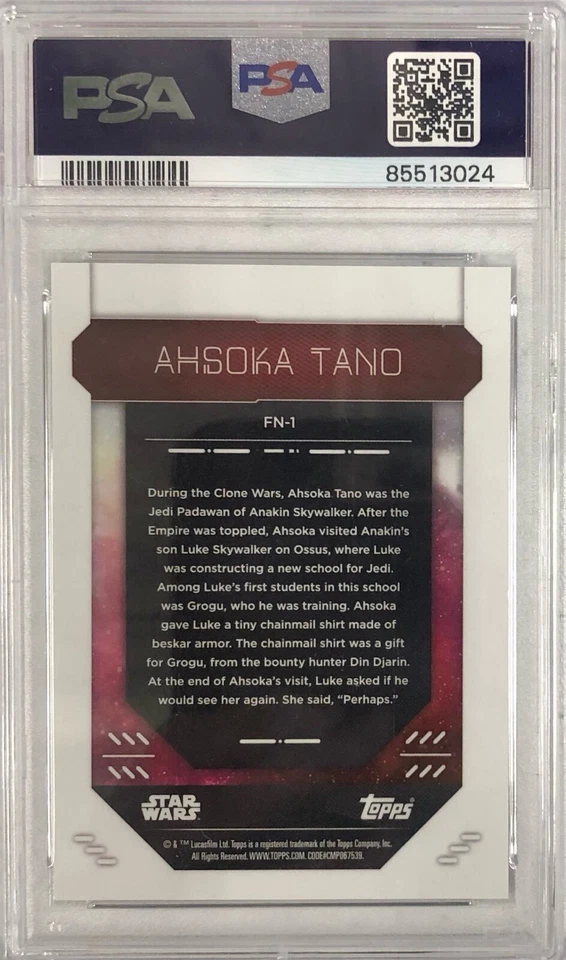 PSA PSA
85513024
AHSOKA TANO
FN-1
During the Clone Wars, Ahsoka Tano was the
Jedi Padawan of Anakin Skywalker. After the
Empire was toppled, Ahsoka visited Anakin's
son Luke Skywalker on Ossus, where Luke
was constructing a new school for Jedi.
Among Luke's first students in this school
was Grogu, who he was training. Ahsoka
gave Luke a tiny chainmail shirt made of
beskar armor. The chainmail shirt was a gift
for Grogu, from the bounty hunter Din Djarin.
At the end of Ahsoka's visit, Luke asked if he
would see her again. She said, “Perhaps.”
STAR
WARS
topps
© & ™ Lucasfilm Ltd. Topps is a registered trademark of the Topps Company, Inc.
All Rights Reserved. WWW.TOPPS.COM. CODE#CMP067539.